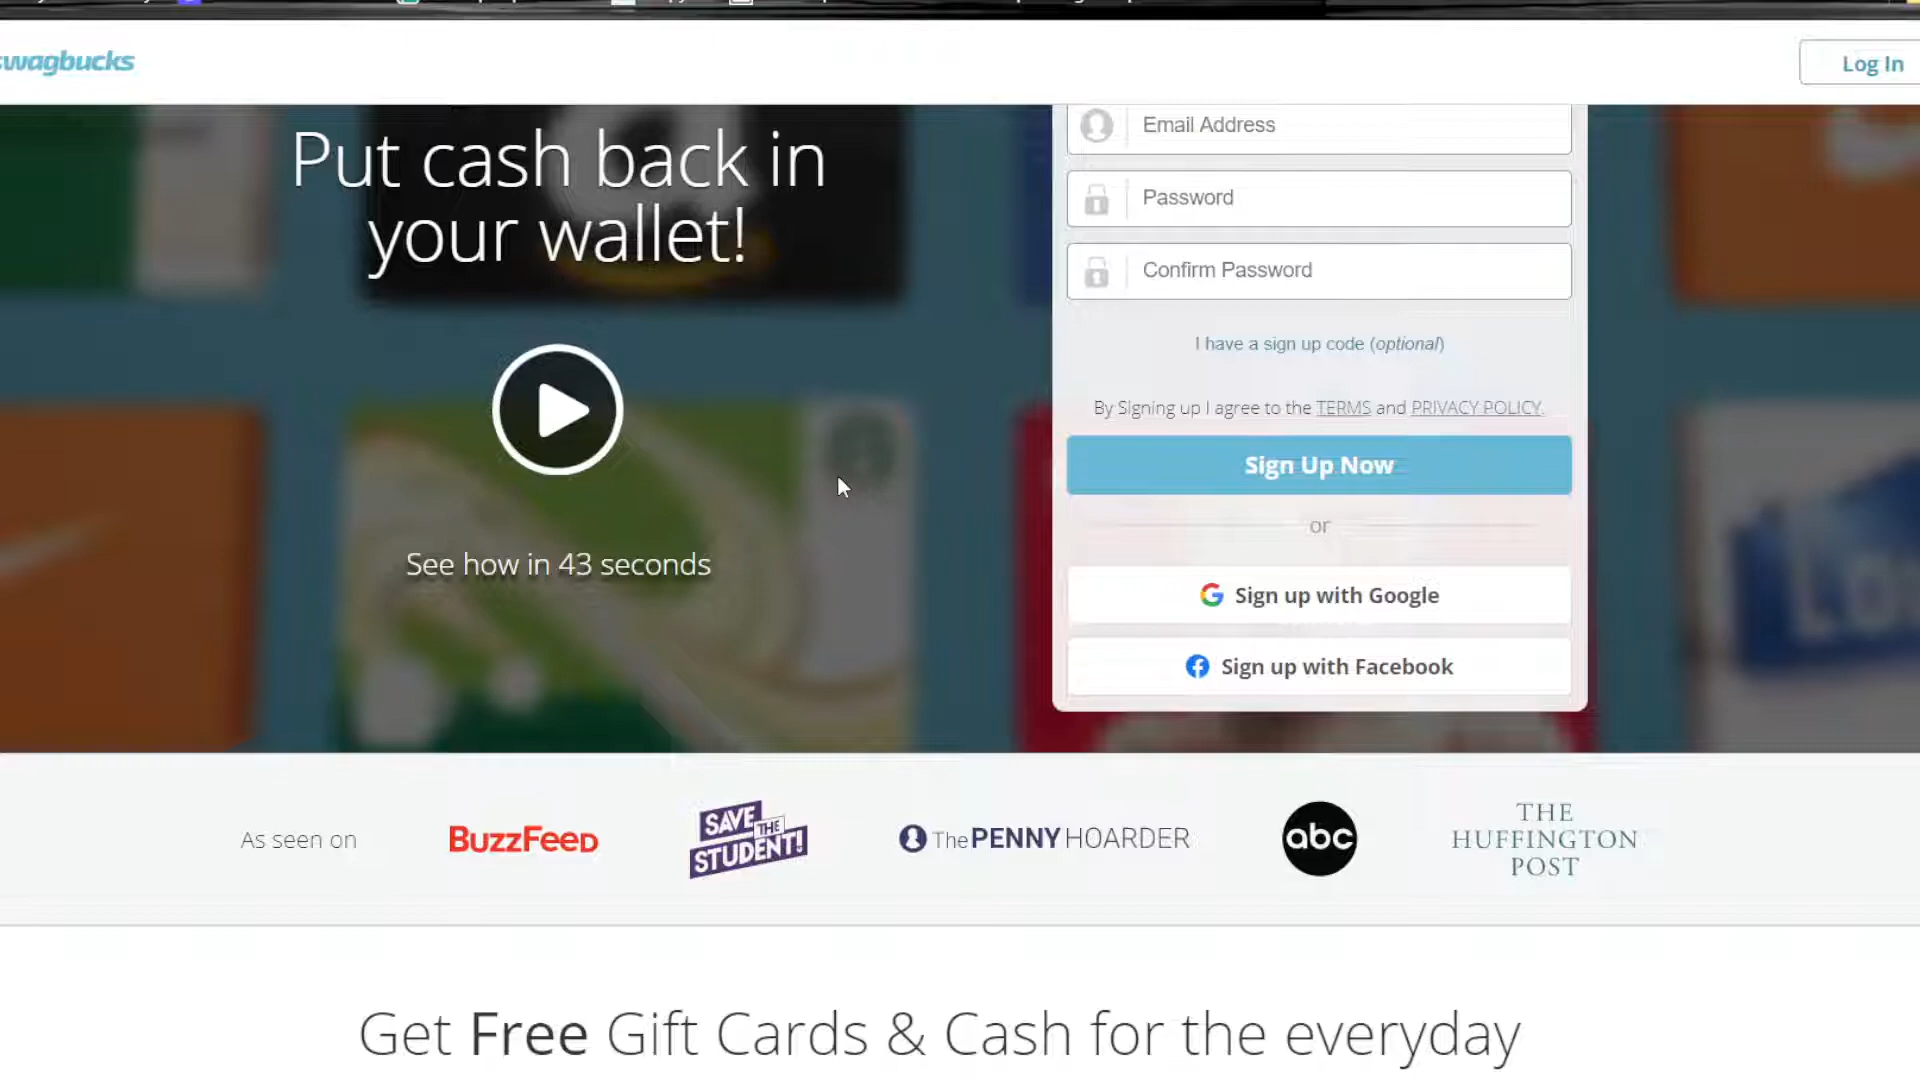 swagbucks
Log In
Put cash back in
your wallet!
See how in 43 seconds
Email Address
Password
Confirm Password
I have a sign up code (optional)
By Signing up I agree to the TERMS and PRIVACY POLICY.
Sign Up Now
or
Sign up with Google
Sign up with Facebook
As seen on
BuzzFeed
SAVE THE
STUDENT!
The PENNY HOARDER
abc
THE
HUFFINGTON
POST
Get Free Gift Cards & Cash for the everyday